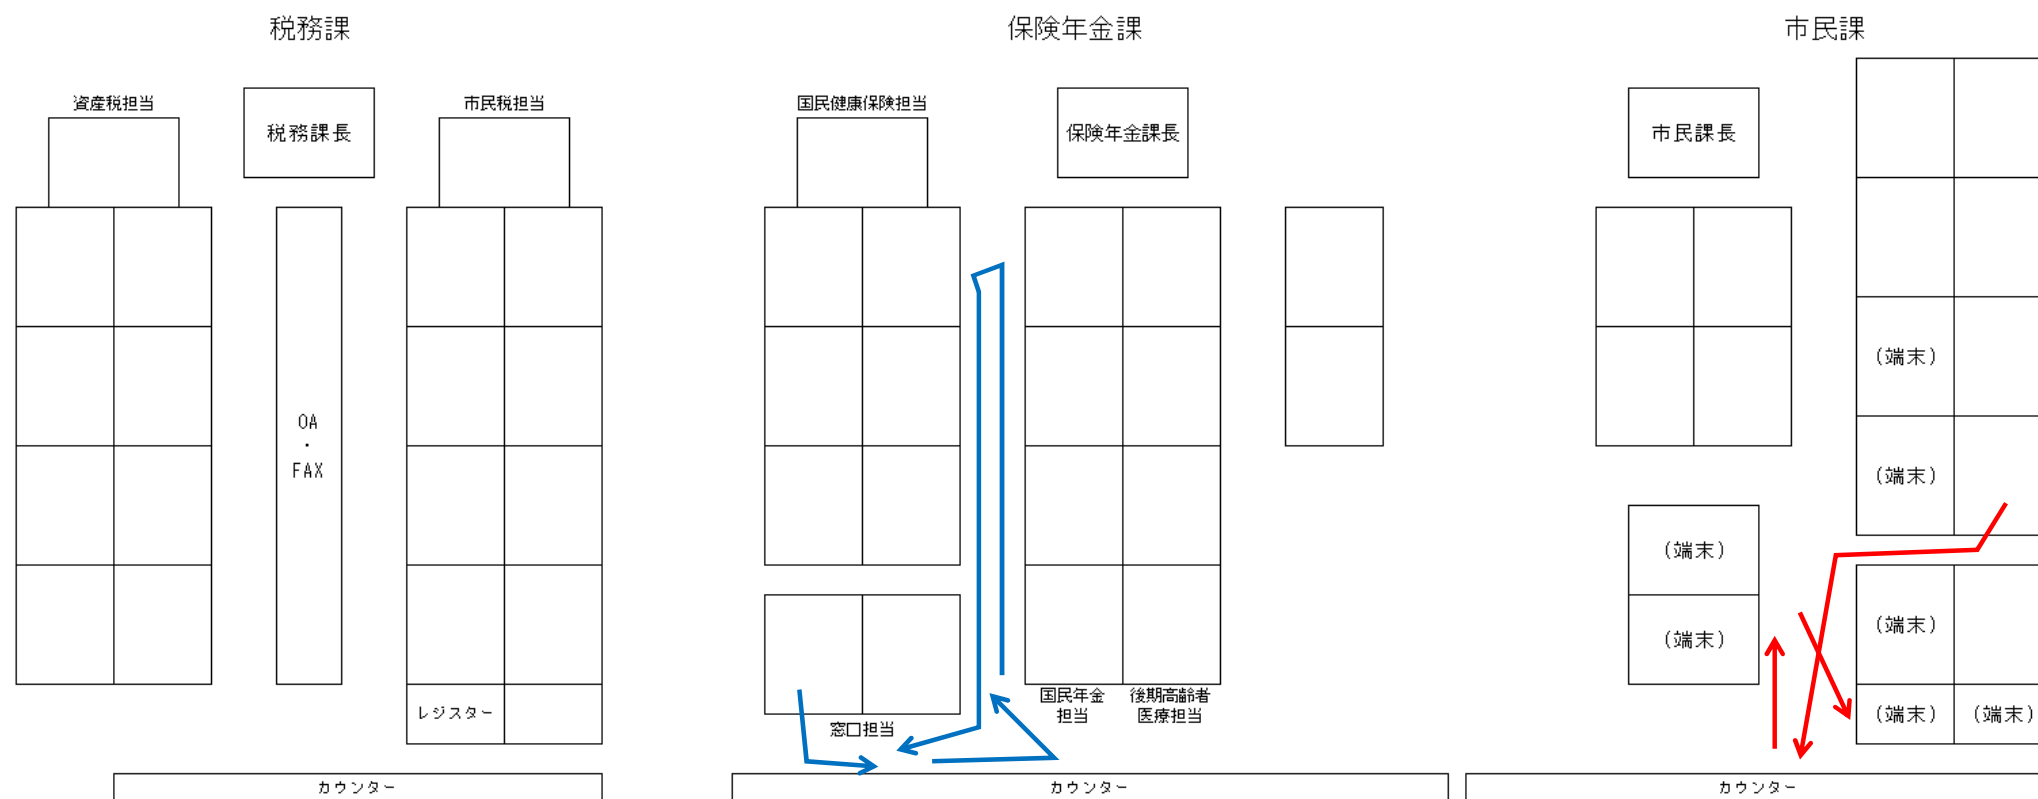 税務課
保険年金課
市民課
資産税担当
税務課長
市民税担当
国民健康保険担当
保険年金課長
市民課長
OA
・
FAX
(端末)
(端末)
(端末)
(端末)
(端末)
(端末)
(端末)
レジスター
窓口担当
国民年金
担当
後期高齢者
医療担当
カウンター
カウンター
カウンター